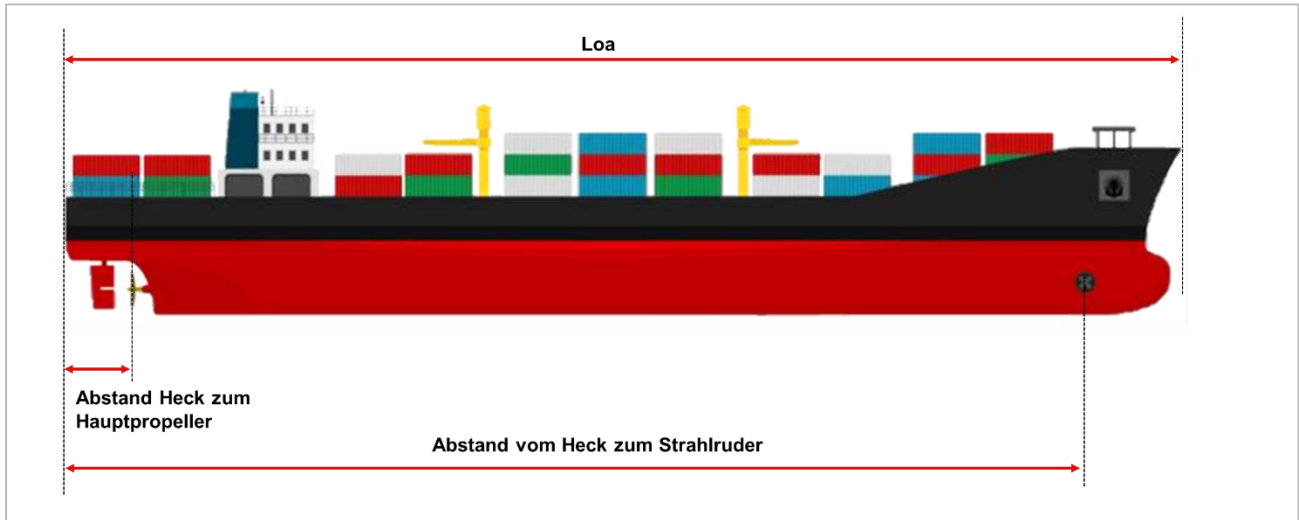 Loa
Abstand Heck zum
Hauptpropeller
Abstand vom Heck zum Strahlruder